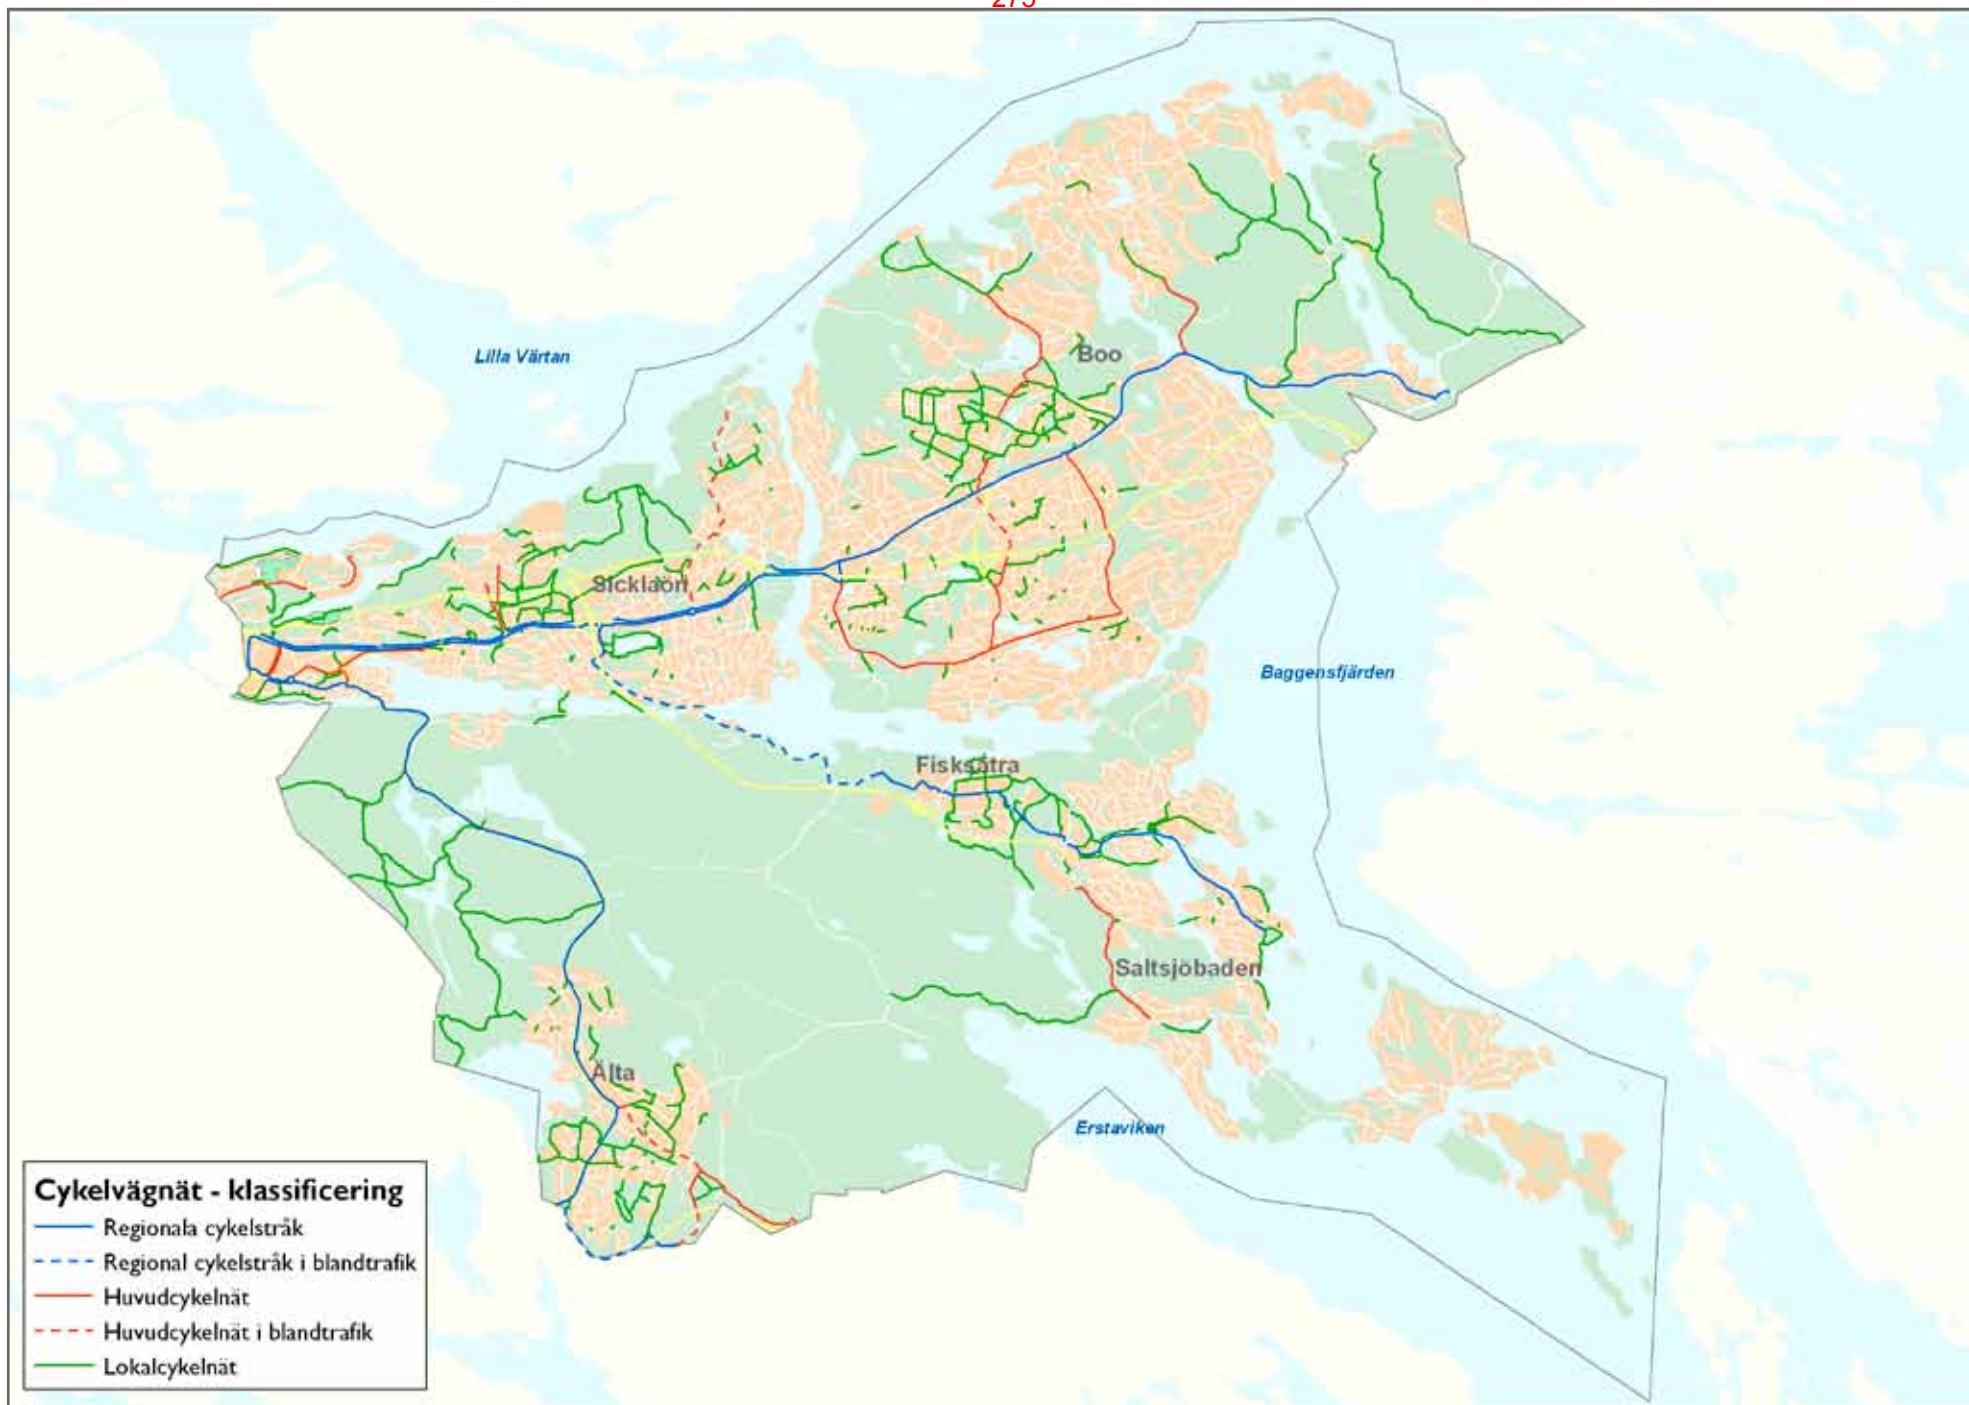 275
Lilla Värtan
Boo
Sicklaön
Baggensfjärden
Fisksätra
Saltsjöbaden
Älta
Erstaviken
Cykelvägnät - klassificering
Regionala cykelstråk
Regional cykelstråk i blandtrafik
Huvudcykelnät
Huvudcykelnät i blandtrafik
Lokalcykelnät